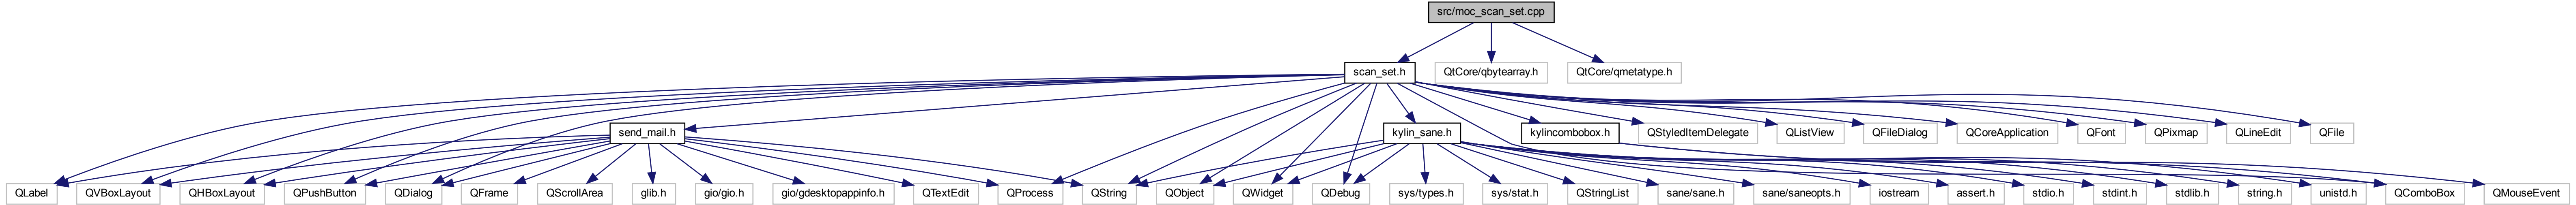 src/moc_scan_set.cpp
scan_set.h
QtCore/qbytearray.h
QtCore/qmetatype.h
send_mail.h
kylin_sane.h
kylincombobox.h
QStyledItemDelegate
QListView
QFileDialog
QCoreApplication
QFont
QPixmap
QLineEdit
QFile
QLabel
QVBoxLayout
QHBoxLayout
QPushButton
QDialog
QFrame
QScrollArea
glib.h
gio/gio.h
gio/gdesktopappinfo.h
QTextEdit
QProcess
QString
QObject
QWidget
QDebug
sys/types.h
sys/stat.h
QStringList
sane/sane.h
sane/saneopts.h
iostream
assert.h
stdio.h
stdint.h
stdlib.h
string.h
unistd.h
QComboBox
QMouseEvent